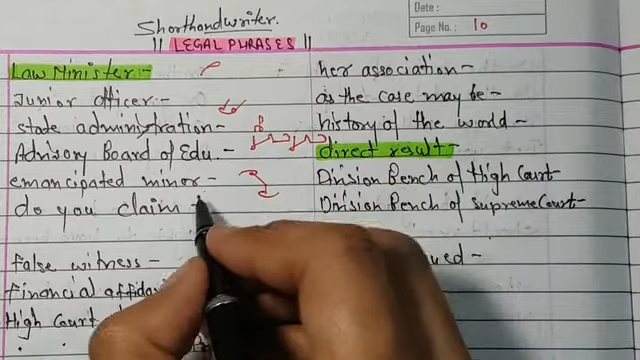 Shorthandwriter.
Date :
Page No. : 10
|| LEGAL PHRASES ||
Law Minister :-
Junior officer -
state administration -
Advisory Board of Edu. -
emancipated minor -
do you claim -
false witness -
Financial
High Court
her association -
as the case may be -
history of the world -
direct result -
Division Bench of High Court
Division Bench of supreme Court -